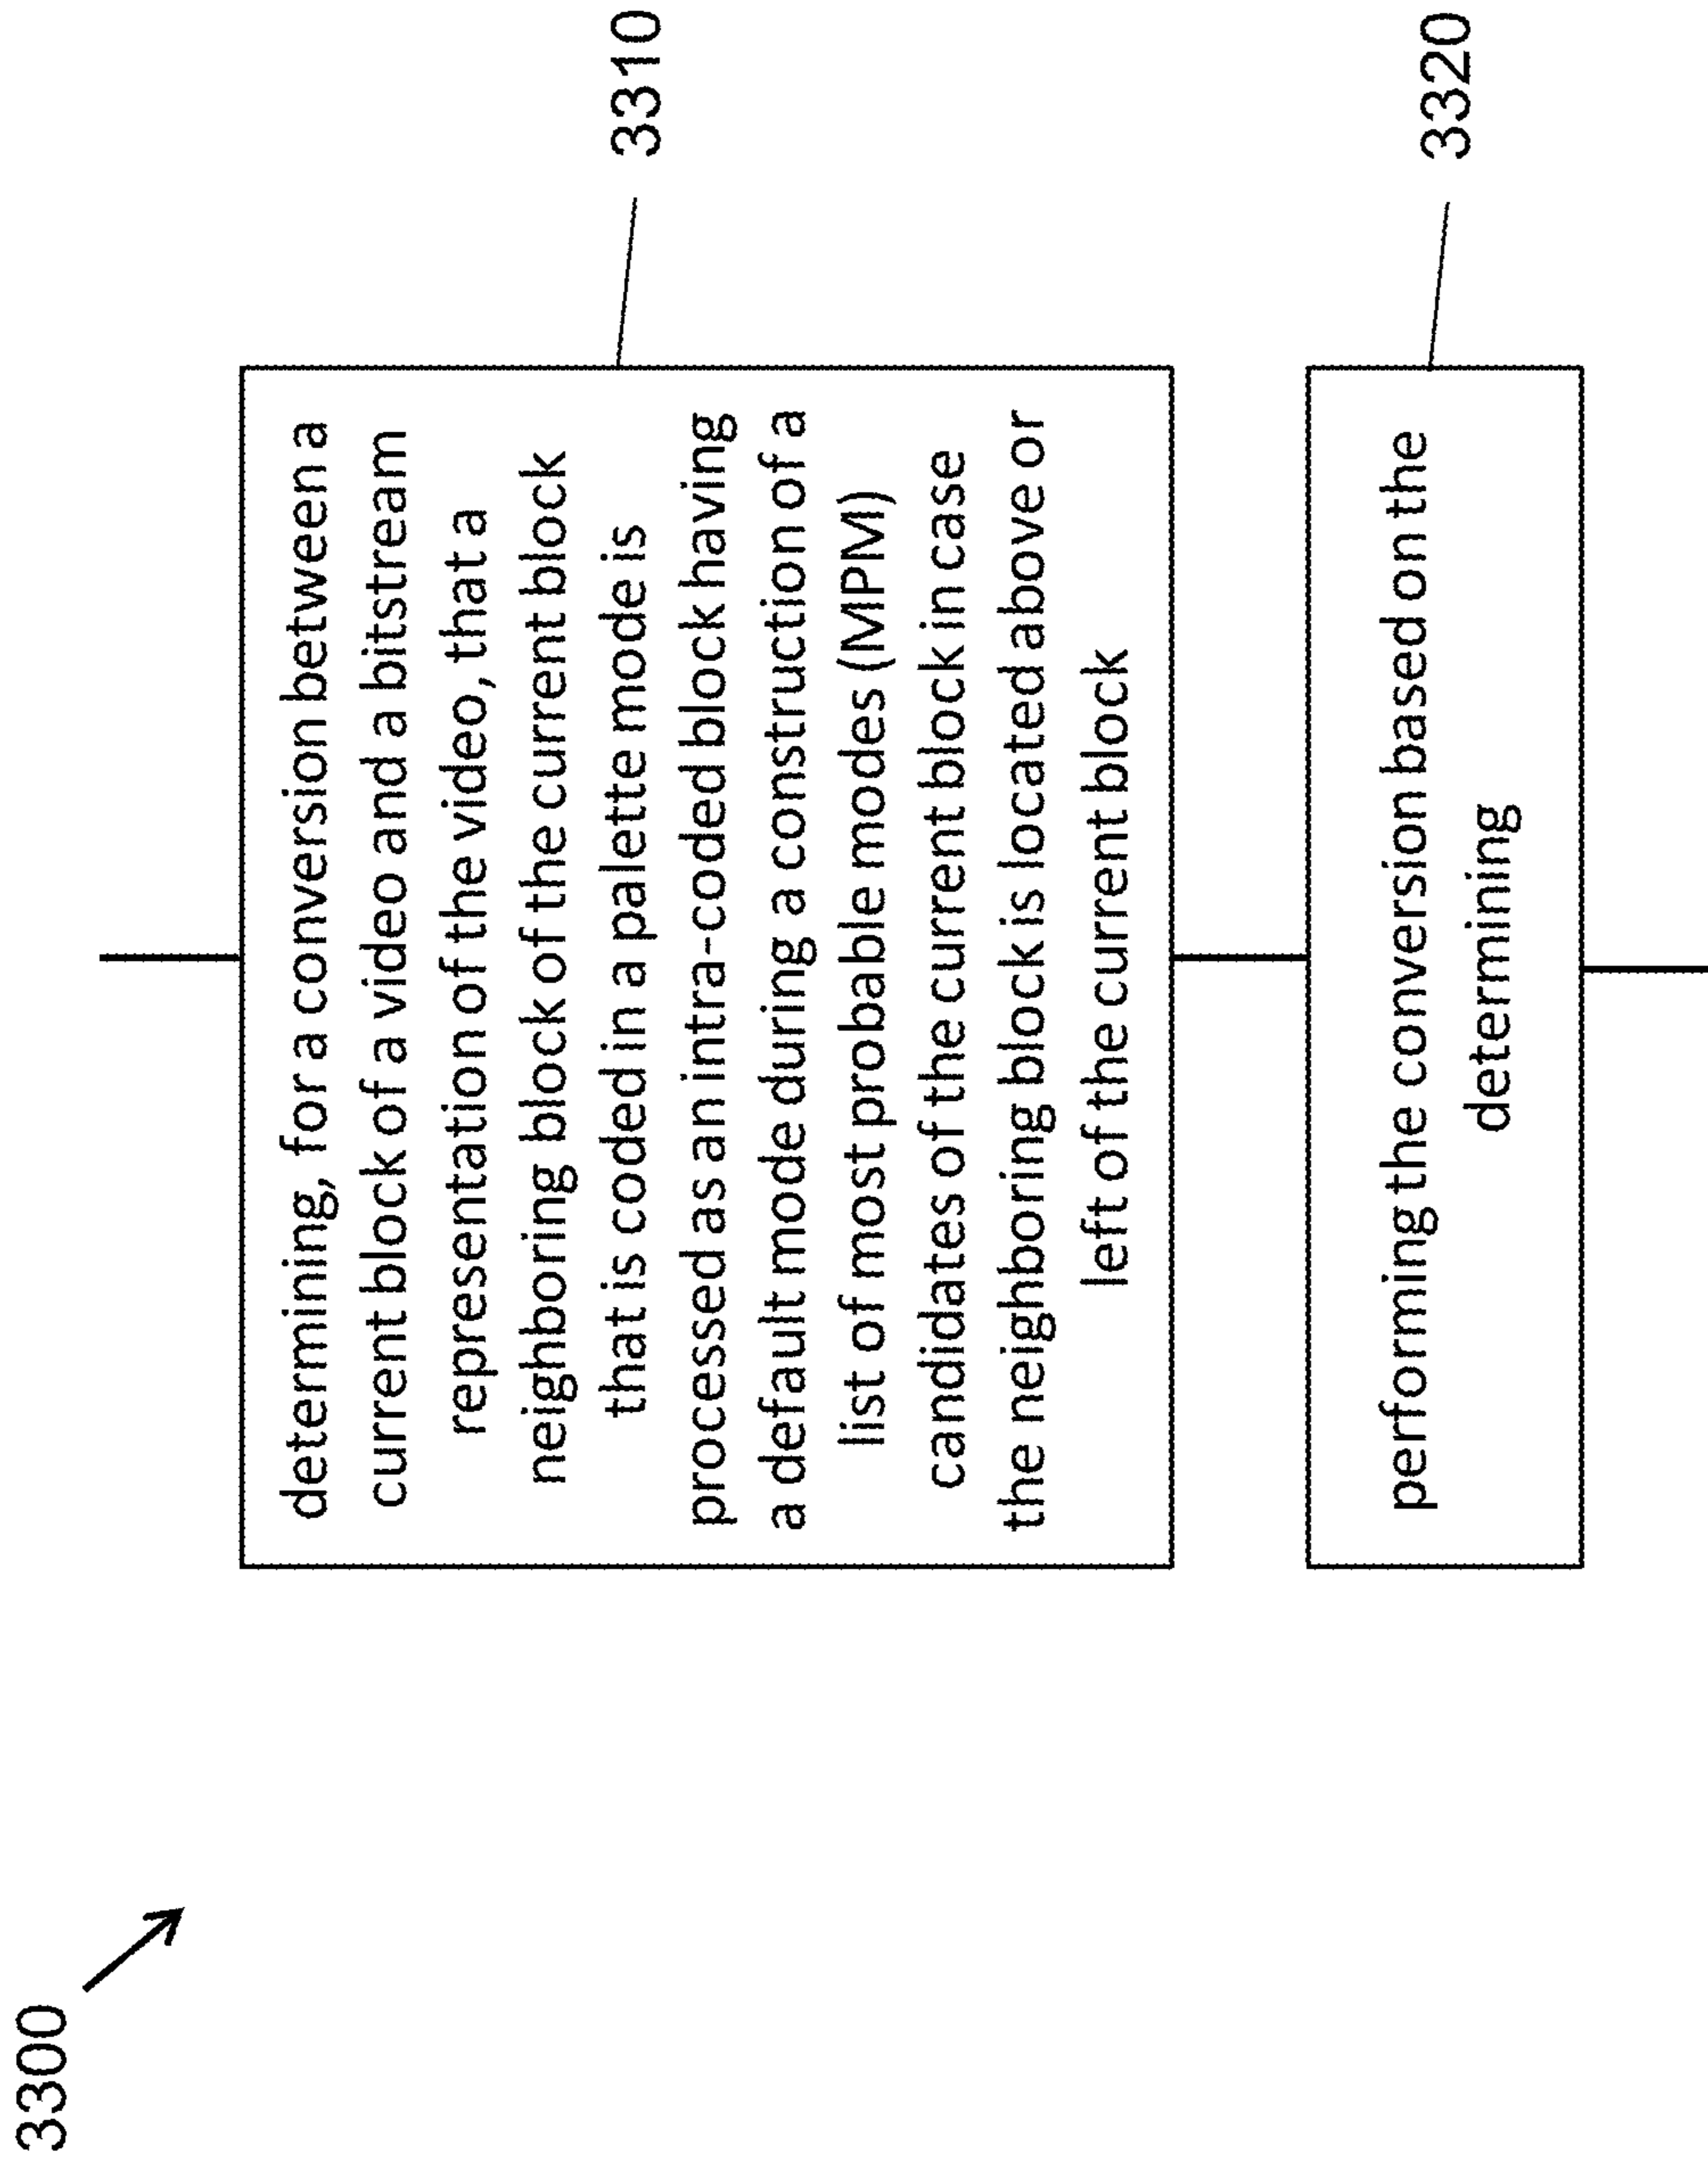 3300
determining, for a conversion between a
current block of a video and a bitstream
representation of the video, that a
neighboring block of the current block
that is coded in a palette mode is
processed as an intra-coded block having
a default mode during a construction of a
list of most probable modes (MPM)
candidates of the current block in case
the neighboring block is located above or
left of the current block
3310
performing the conversion based on the
determining
3320